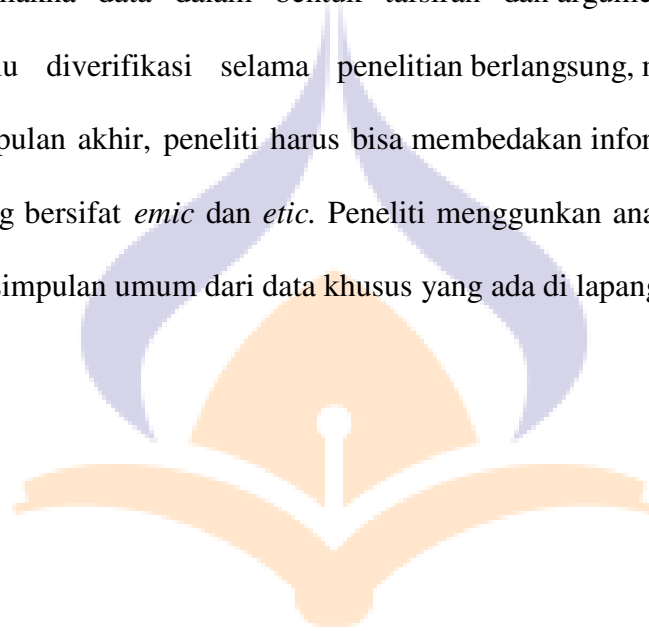 data dalam bentuk tafsiran dan
diverifikasi selama penelitian berlangsung,
akhir, peneliti harus bisa membedakan
bersifat emic dan etic. Peneliti menggunkan
umum dari data khusus yang ada di